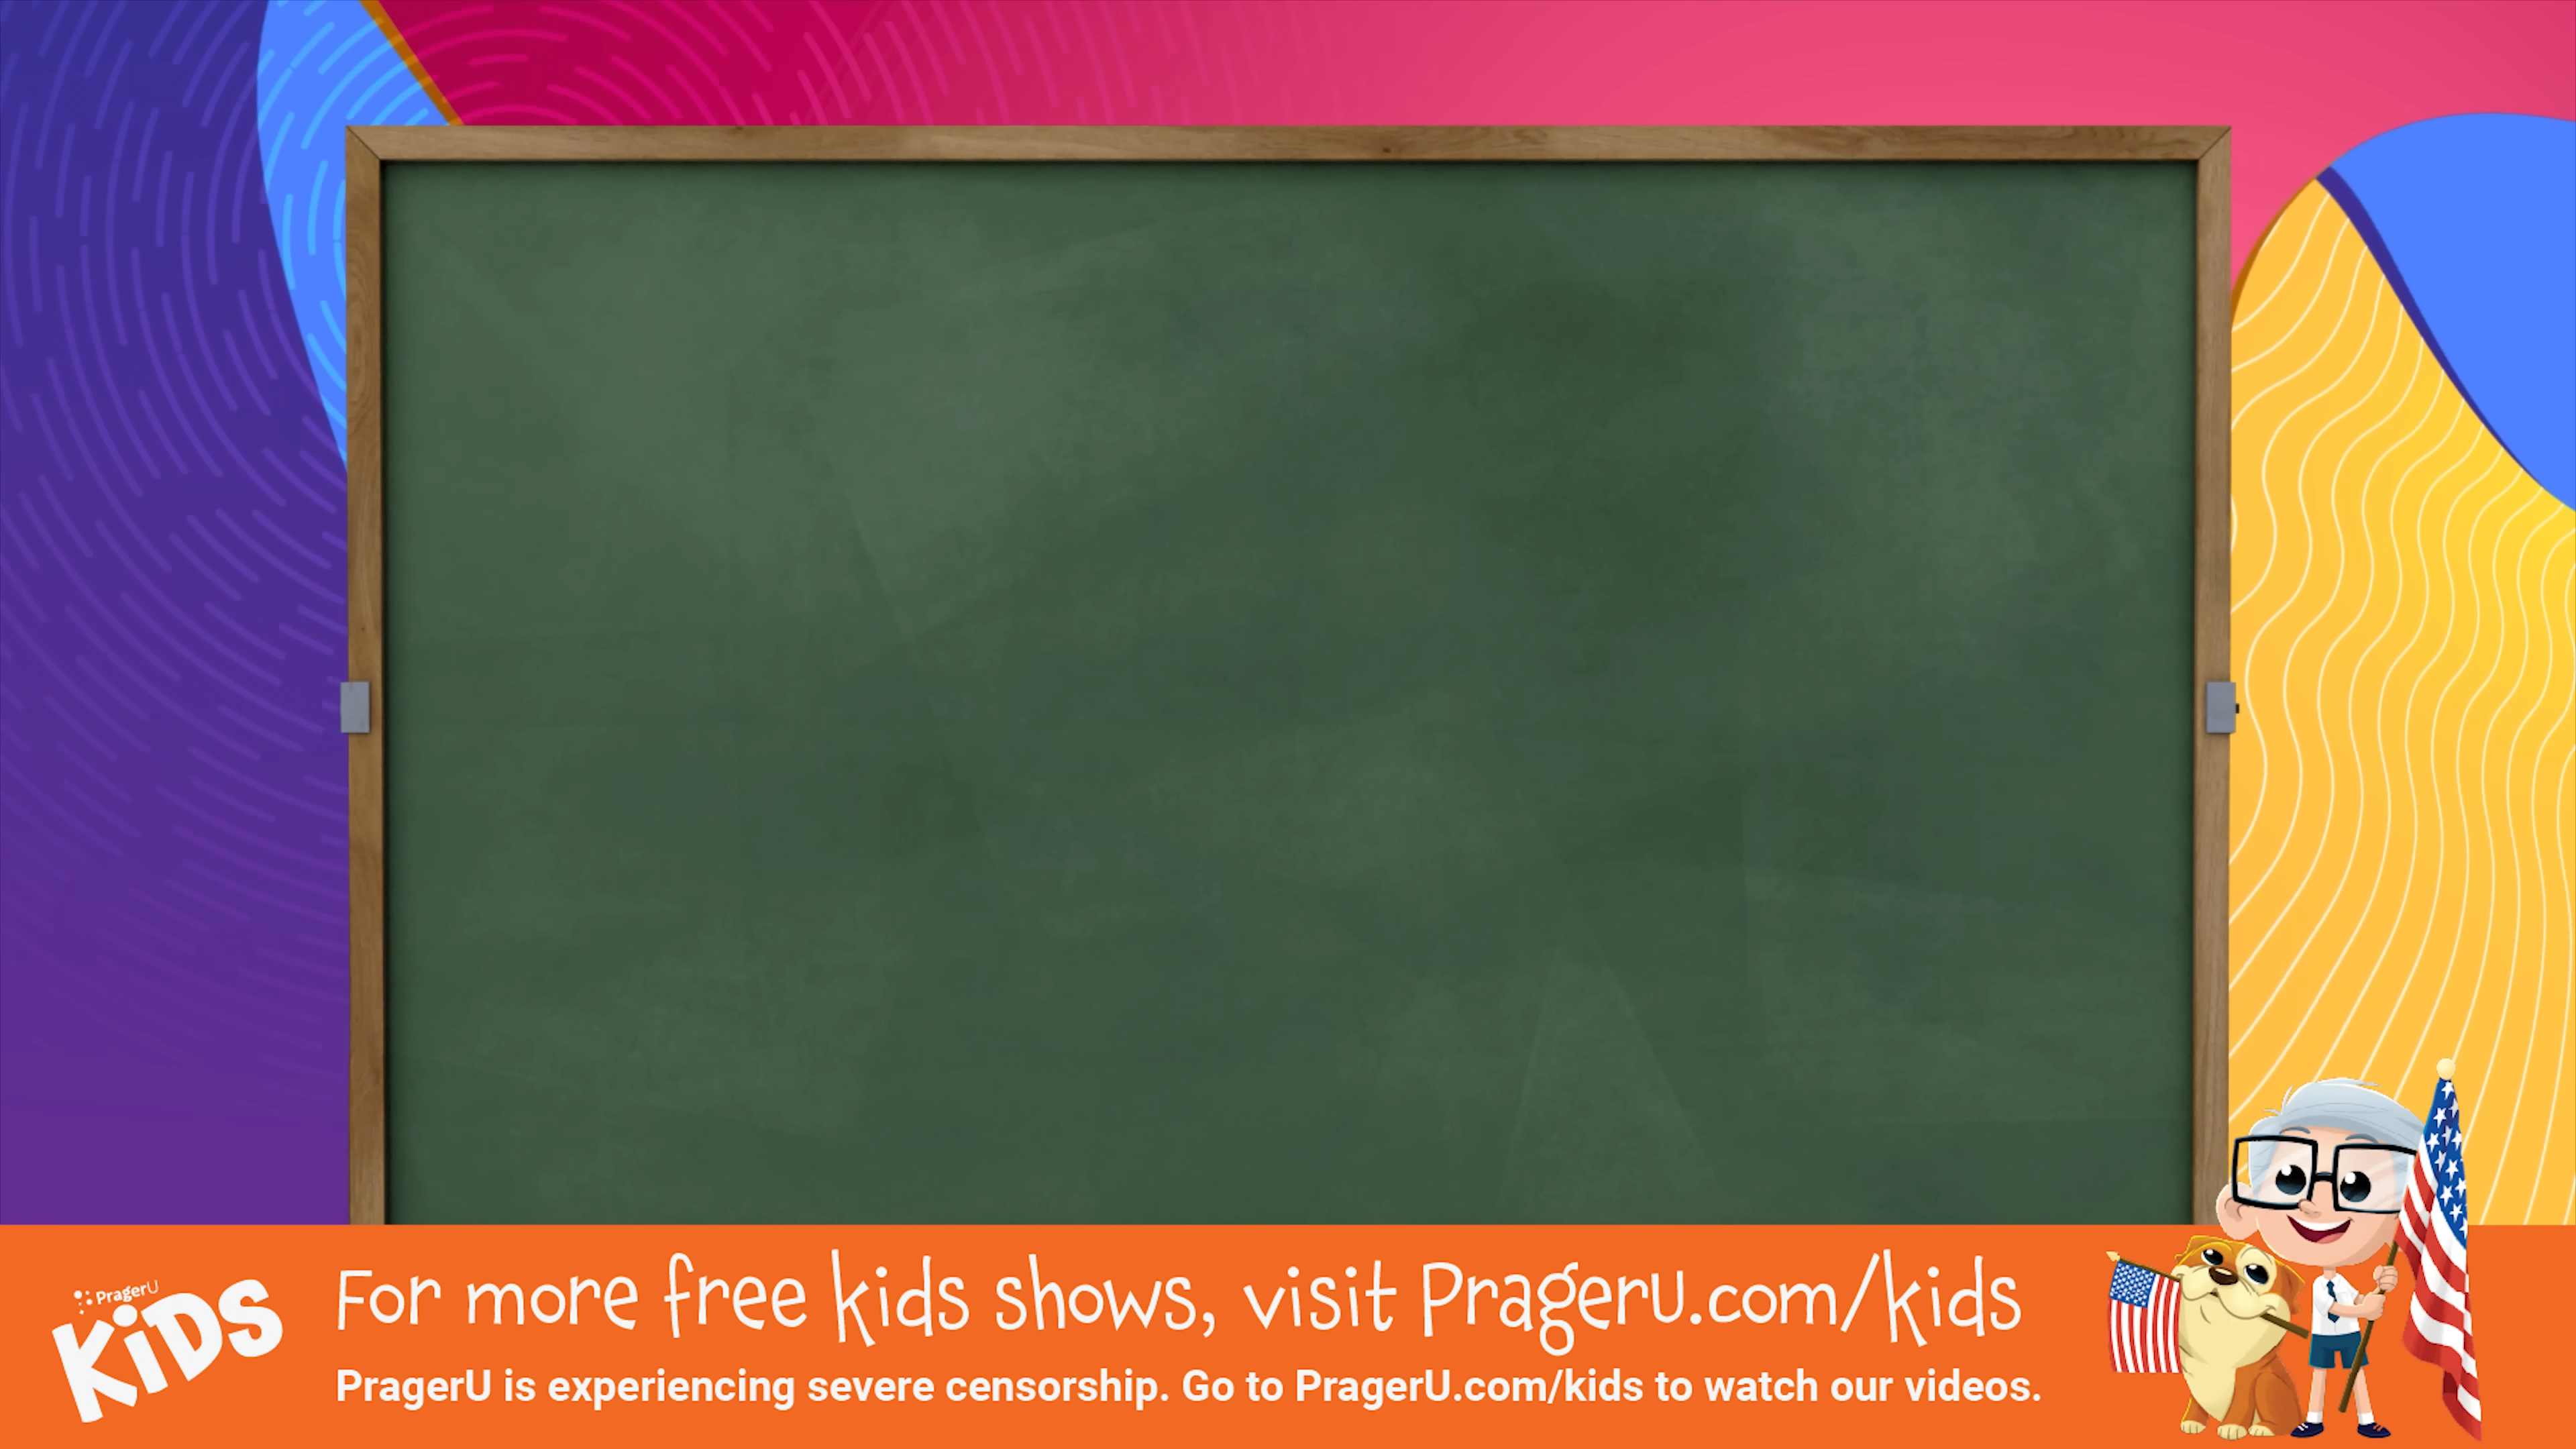 PragerU
KiDS
For more free kids shows, visit PragerU.com/kids
PragerU is experiencing severe censorship. Go to PragerU.com/kids to watch our videos.